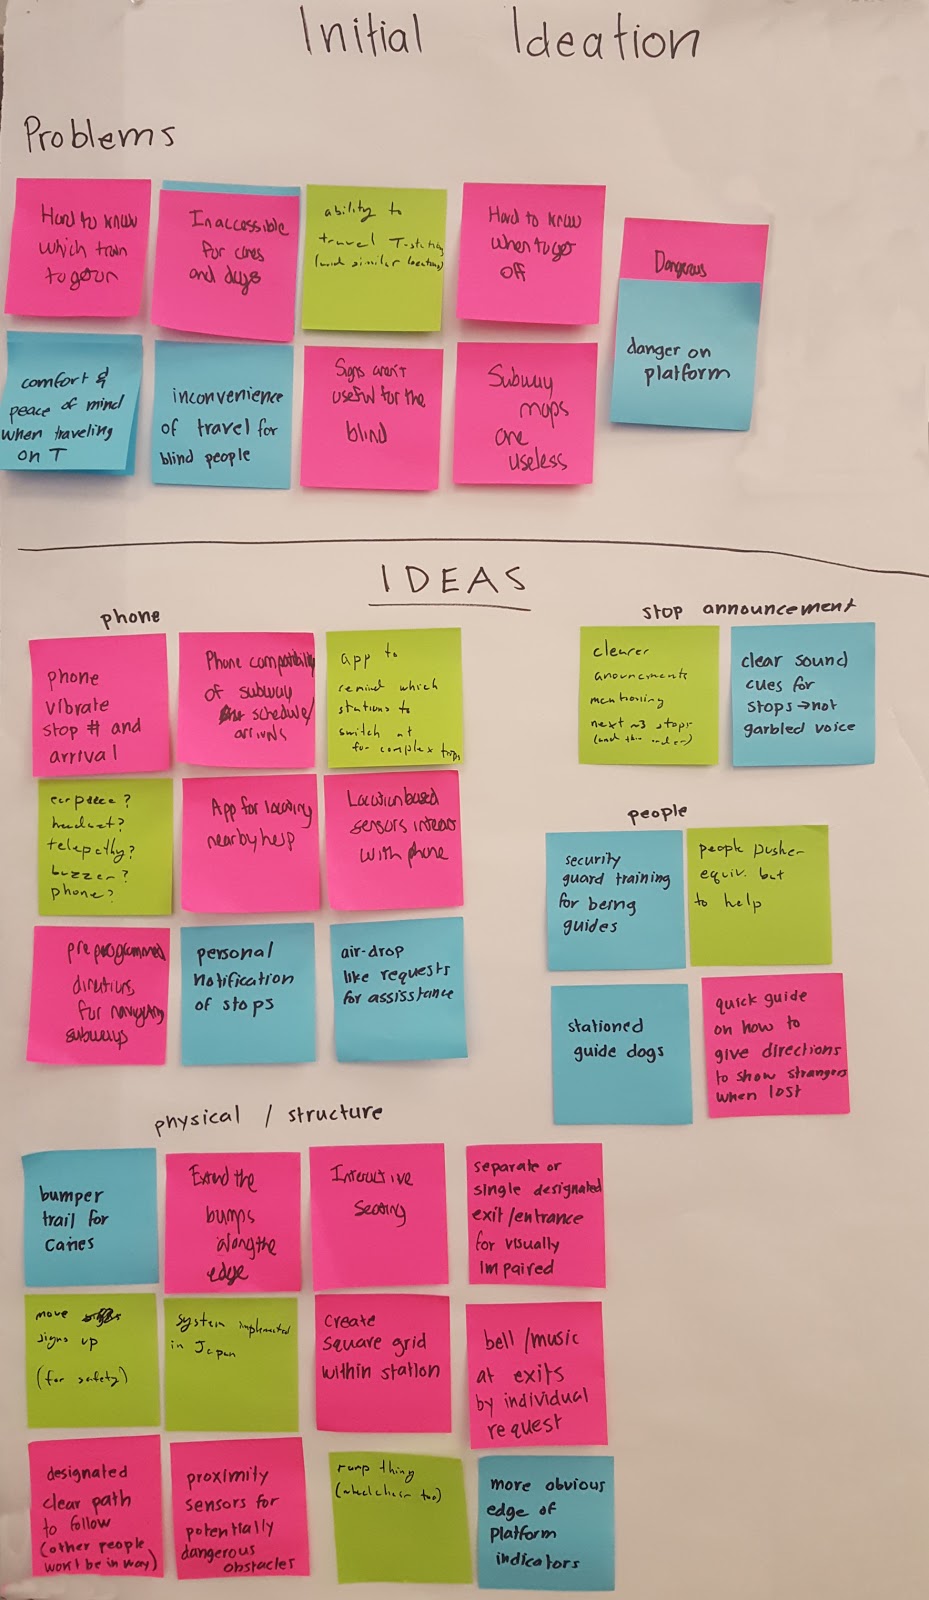 Initial Ideation
Problems
Hard to know
which train
to go on
Inaccessible
for canes
and dogs
ability to
travel T-stations
(and similar locations)
Hard to know
when to go
off
Dangerous
danger on
platform
comfort &
peace of mind
when traveling
on T
inconvenience
of travel for
blind people
Signs aren't
useful for the
blind
Subway
maps
are
useless
IDEAS
phone
phone
vibrate
stop # and
arrival
Phone compatibility
of subway
schedule/
arrivals
app to
remind which
stations to
switch at
for complex trips
earpiece?
headset?
telepathy?
buzzer?
phone?
App for locating
nearby help
Location based
sensors interact
with phone
preprogrammed
directions
for navigating
subways
personal
notification
of stops
air-drop
like requests
for assisstance
stop announcement
clearer
anouncements
mentioning
next ~3 stops
(and this order)
clear sound
cues for
stops → not
garbled voice
people
security
guard training
for being
guides
people pusher
equiv. but
to help
stationed
guide dogs
quick guide
on how to
give directions
to show strangers
when lost
physical / structure
bumper
trail for
canes
Extend the
bumps
along the
edge
Interactive
Seating
separate or
single designated
exit/entrance
for visually
impaired
move
signs up
(for safety)
system implemented
in Japan
create
square grid
within station
bell/music
at exits
by individual
request
designated
clear path
to follow
(other people
won't be in way)
proximity
sensors for
potentially
dangerous
obstacles
ramp thing
(wheelchair too)
more obvious
edge of
platform
indicators